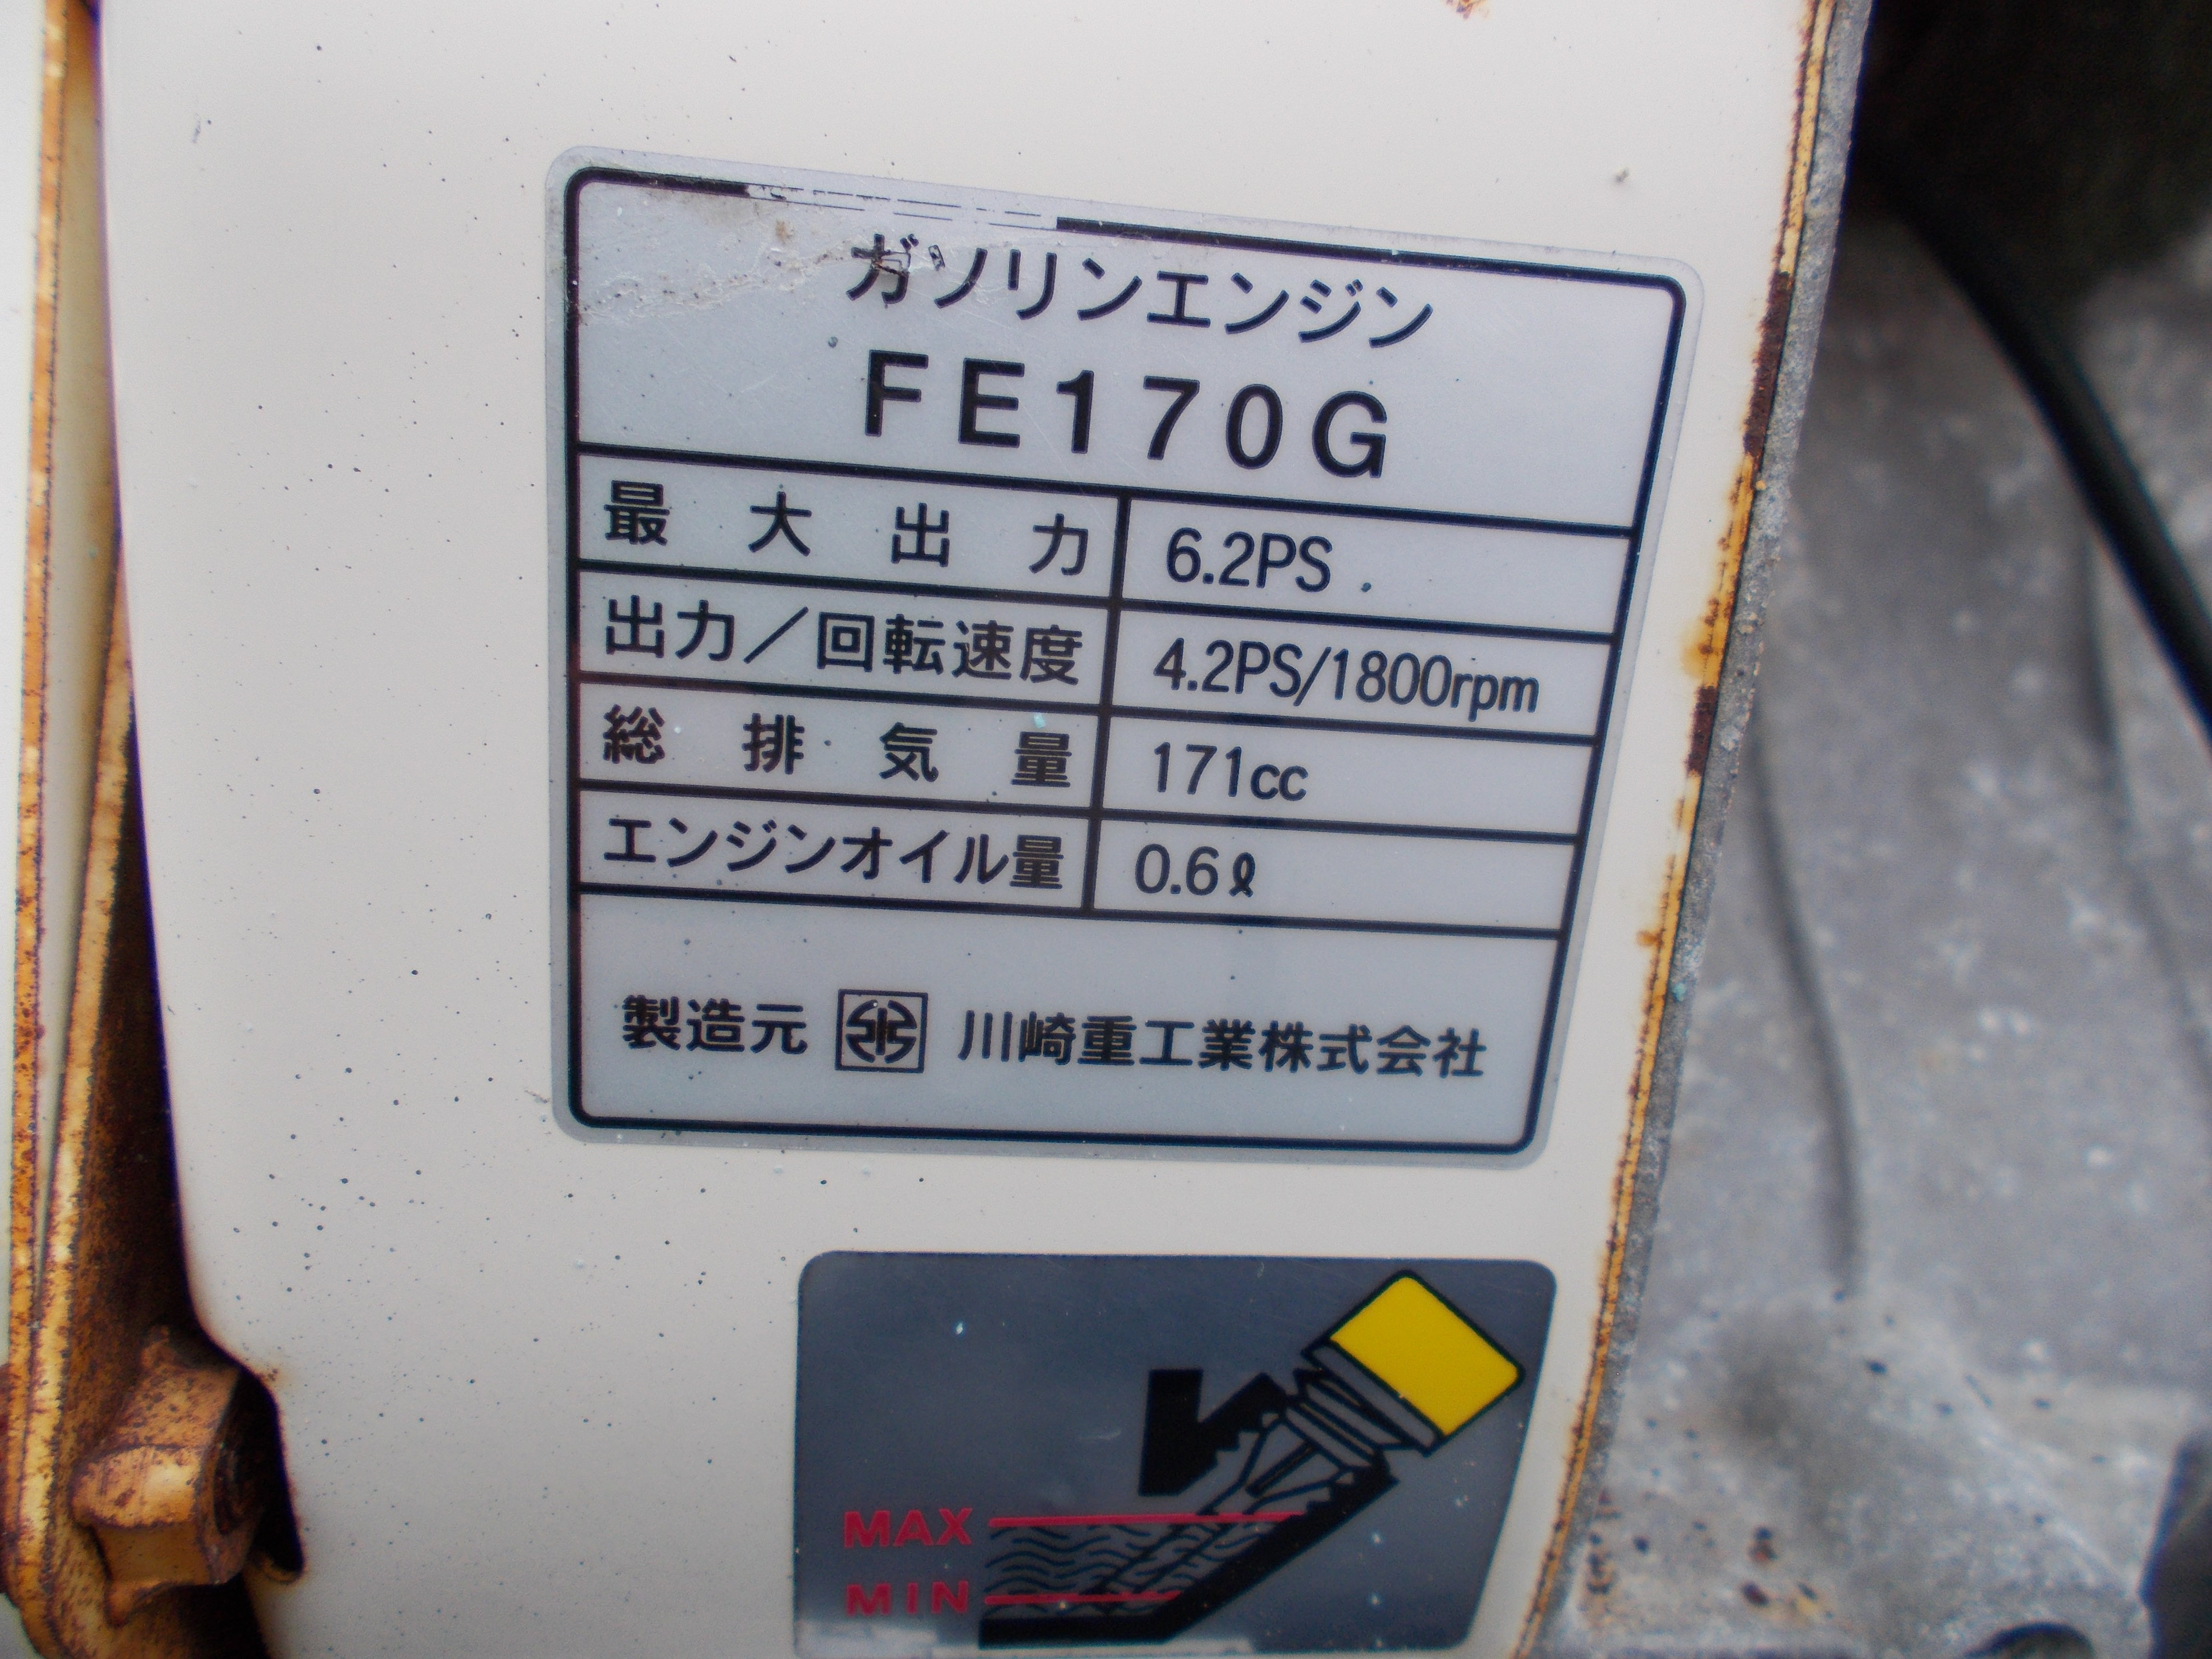 ガソリンエンジン
FE170G
最大出力 6.2PS
出力／回転速度 4.2PS/1800rpm
総排気量 171cc
エンジンオイル量 0.6ℓ
製造元 川崎重工業株式会社
MAX
MIN